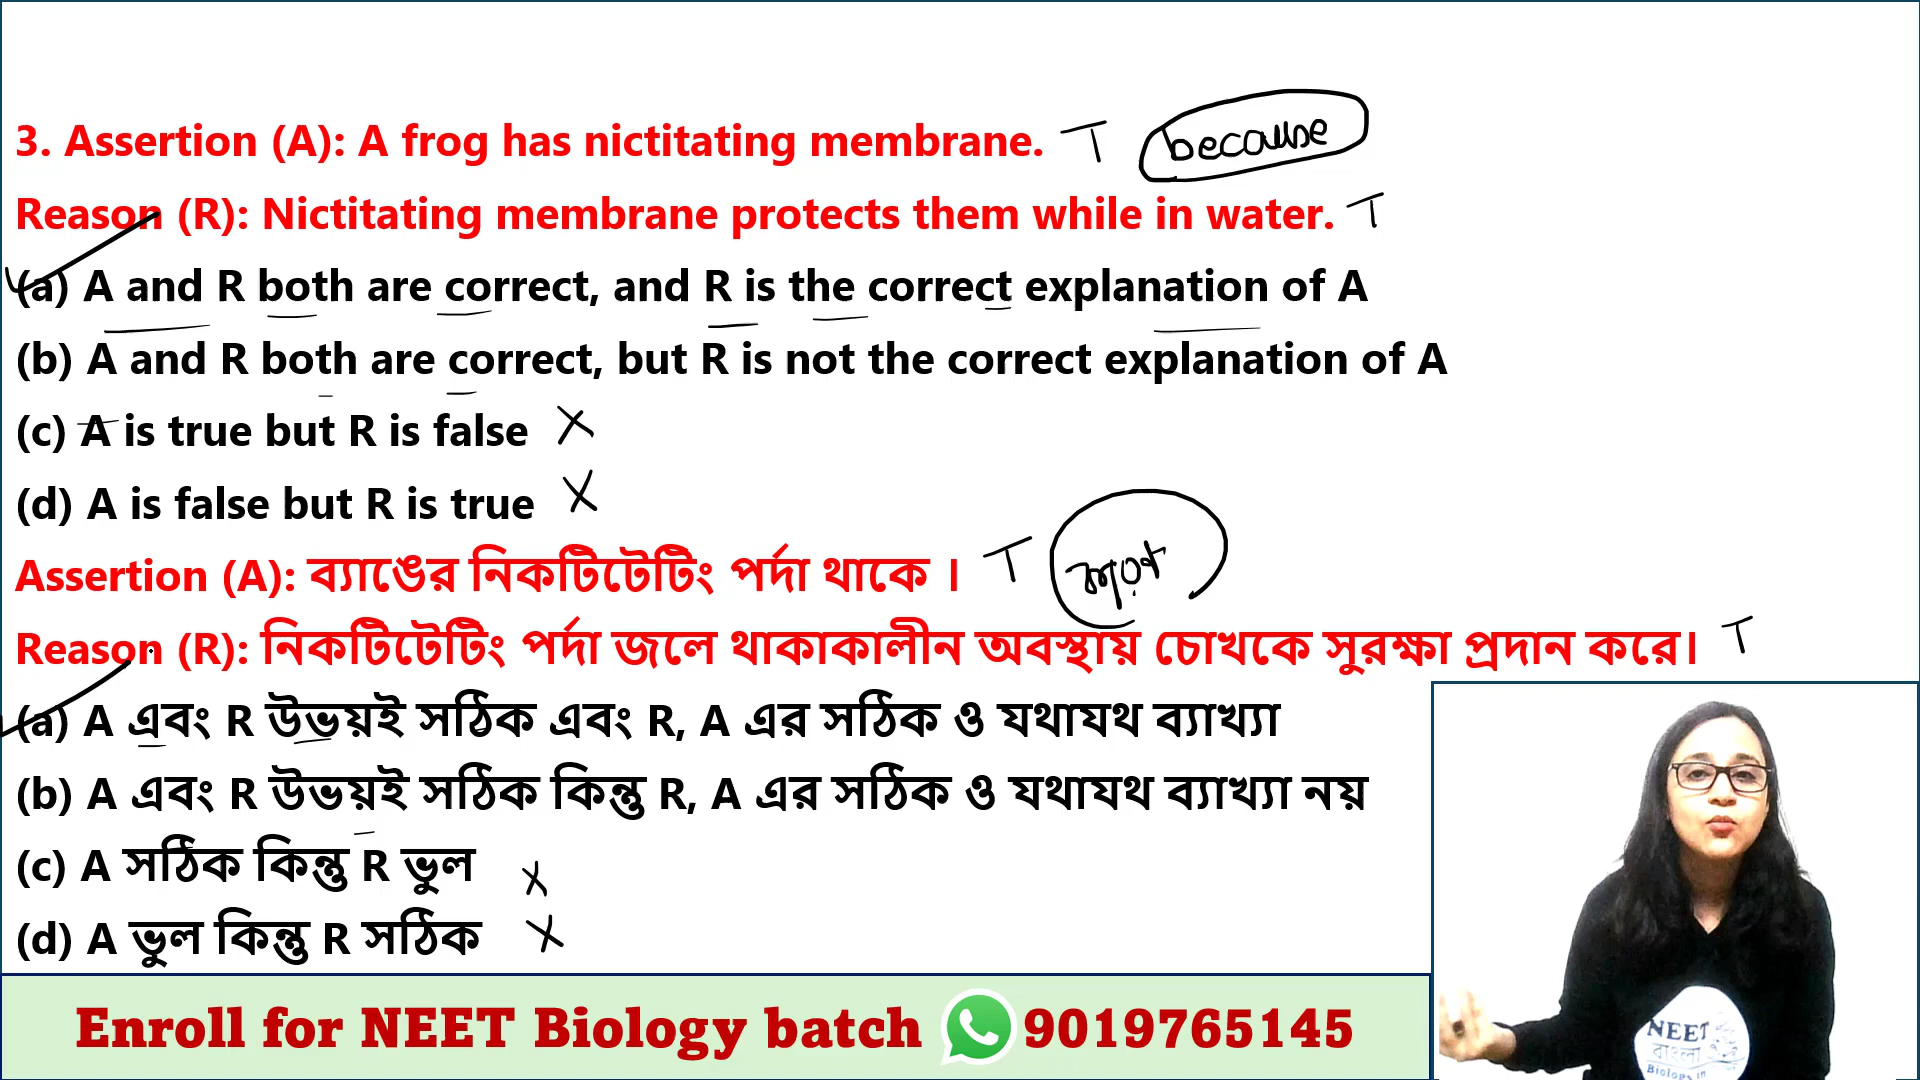 3. Assertion (A): A frog has nictitating membrane. T because
Reason (R): Nictitating membrane protects them while in water. T
(a) A and R both are correct, and R is the correct explanation of A
(b) A and R both are correct, but R is not the correct explanation of A
(c) A is true but R is false X
(d) A is false but R is true X
Assertion (A): ব্যাঙের নিকটিটেটিং পর্দা থাকে । T
Reason (R): নিকটিটেটিং পর্দা জলে থাকাকালীন অবস্থায় চোখকে সুরক্ষা প্রদান করে। T
(a) A এবং R উভয়ই সঠিক এবং R, A এর সঠিক ও যথাযথ ব্যাখ্যা
(b) A এবং R উভয়ই সঠিক কিন্তু R, A এর সঠিক ও যথাযথ ব্যাখ্যা নয়
(c) A সঠিক কিন্তু R ভুল X
(d) A ভুল কিন্তু R সঠিক X
Enroll for NEET Biology batch 9019765145
NEET
বাংলা
Biology in